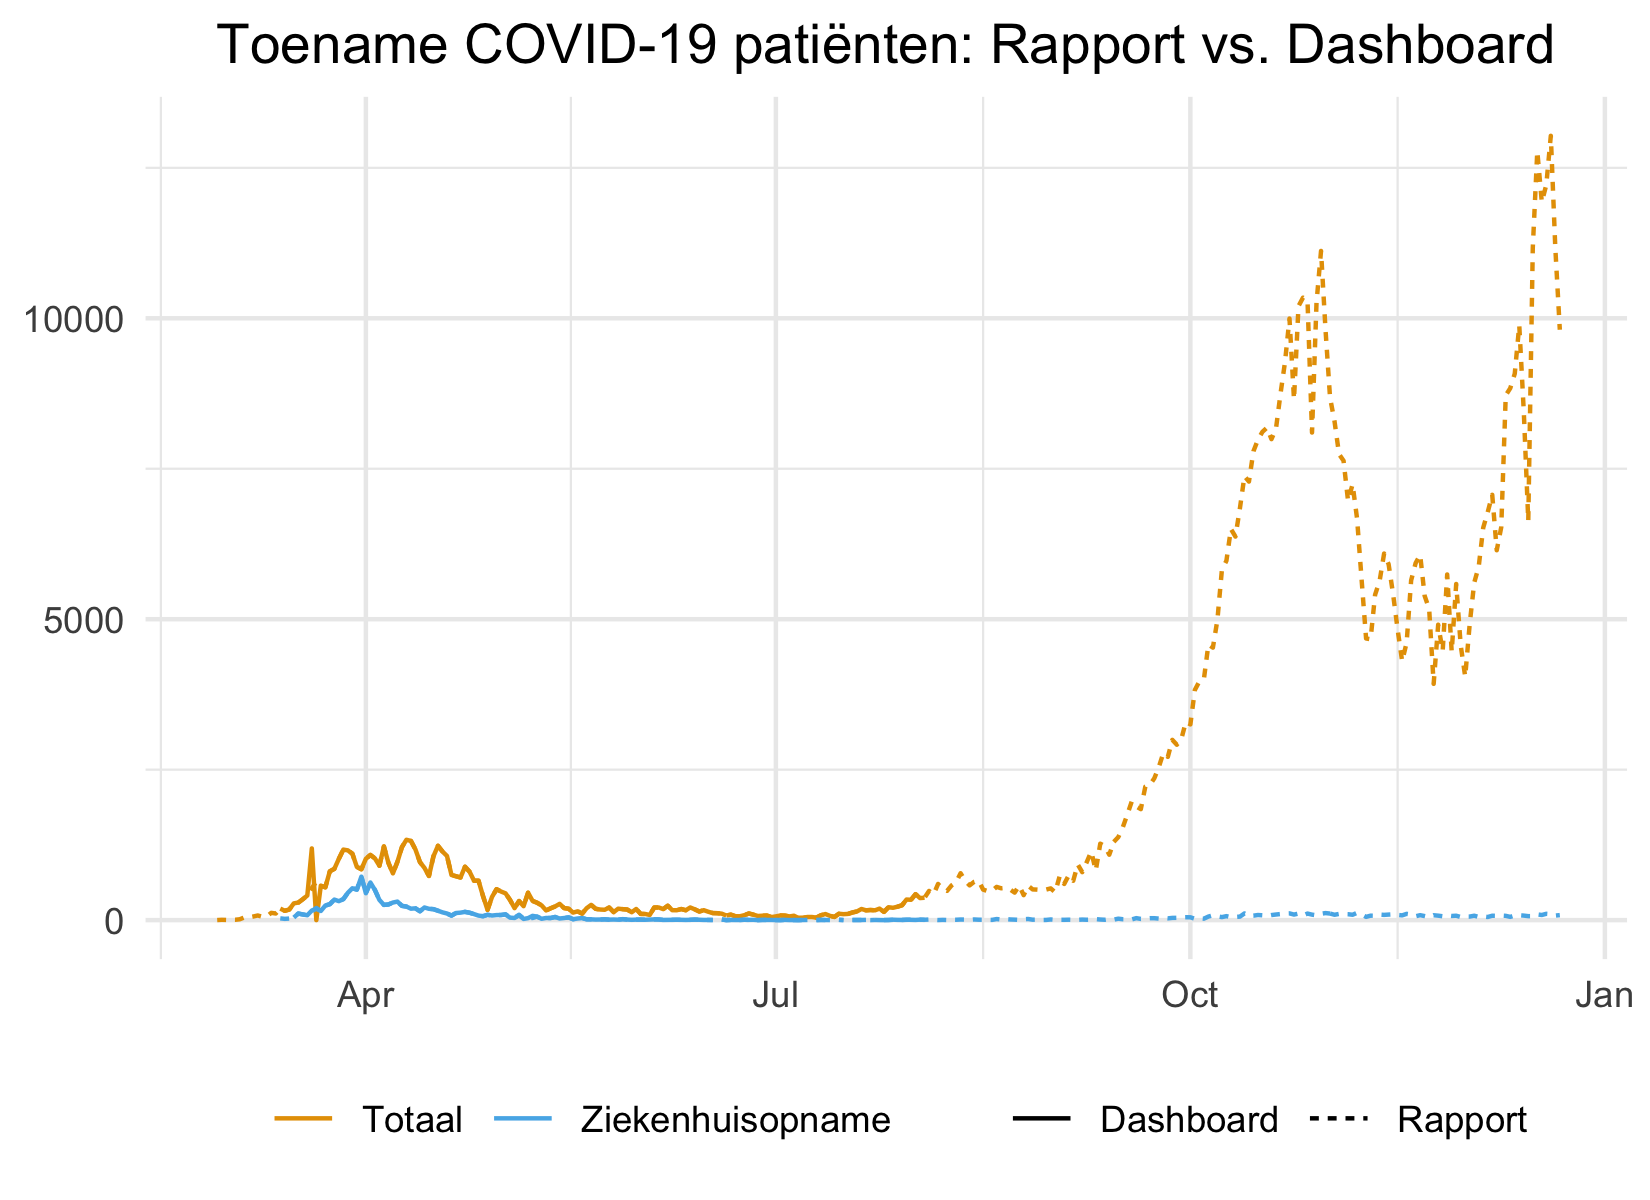 Toename COVID-19 patiënten: Rapport vs. Dashboard
10000
5000
0
Apr Jul Oct Jan
Totaal Ziekenhuisopname Dashboard Rapport